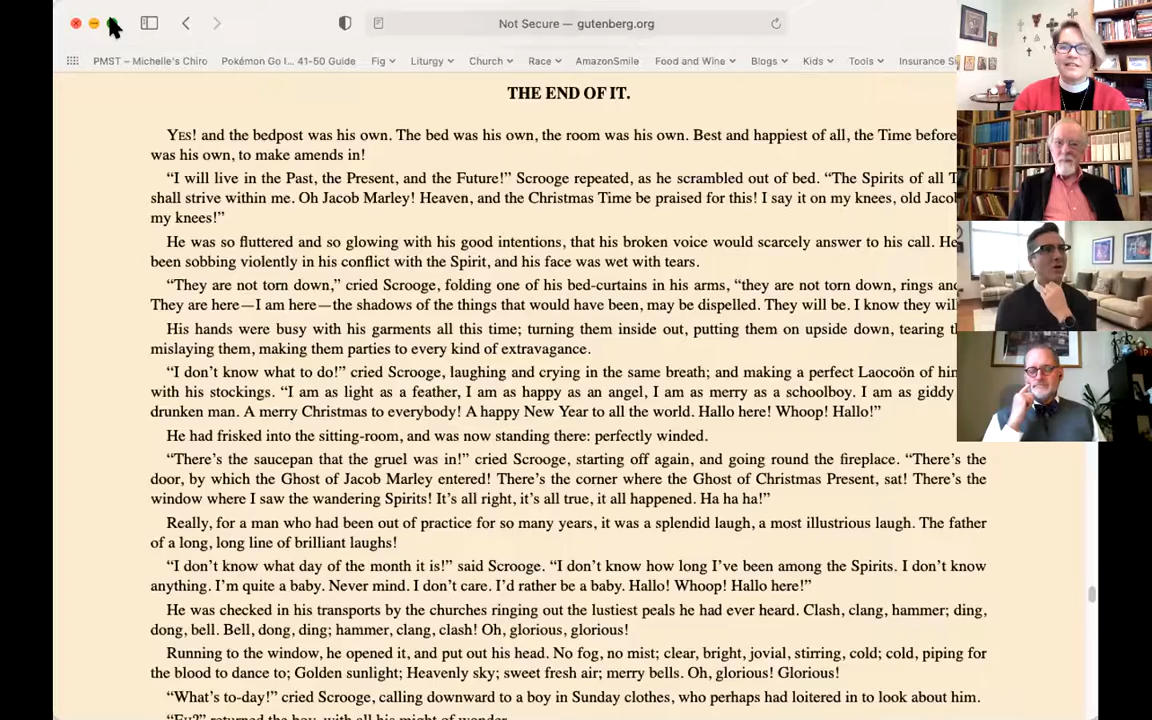 Not Secure — gutenberg.org
PMST – Michelle's Chiro Pokémon Go I... 41-50 Guide Fig Liturgy Church Race AmazonSmile Food and Wine Blogs Kids Tools Insurance
THE END OF IT.
YES! and the bedpost was his own. The bed was his own, the room was his own. Best and happiest of all, the Time before
was his own, to make amends in!
“I will live in the Past, the Present, and the Future!” Scrooge repeated, as he scrambled out of bed. “The Spirits of all
shall strive within me. Oh Jacob Marley! Heaven, and the Christmas Time be praised for this! I say it on my knees, old
my knees!”
He was so fluttered and so glowing with his good intentions, that his broken voice would scarcely answer to his call.
been sobbing violently in his conflict with the Spirit, and his face was wet with tears.
“They are not torn down,” cried Scrooge, folding one of his bed-curtains in his arms, “they are not torn down, rings
They are here—I am here—the shadows of the things that would have been, may be dispelled. They will be. I know they
His hands were busy with his garments all this time; turning them inside out, putting them on upside down, tearing
mislaying them, making them parties to every kind of extravagance.
“I don’t know what to do!” cried Scrooge, laughing and crying in the same breath; and making a perfect Laocoön of
with his stockings. “I am as light as a feather, I am as happy as an angel, I am as merry as a schoolboy. I am as giddy
drunken man. A merry Christmas to everybody! A happy New Year to all the world. Hallo here! Whoop! Hallo!”
He had frisked into the sitting-room, and was now standing there: perfectly winded.
“There’s the saucepan that the gruel was in!” cried Scrooge, starting off again, and going round the fireplace. “There’s the
door, by which the Ghost of Jacob Marley entered! There’s the corner where the Ghost of Christmas Present, sat! There’s the
window where I saw the wandering Spirits! It’s all right, it’s all true, it all happened. Ha ha ha!”
Really, for a man who had been out of practice for so many years, it was a splendid laugh, a most illustrious laugh. The father
of a long, long line of brilliant laughs!
“I don’t know what day of the month it is!” said Scrooge. “I don’t know how long I’ve been among the Spirits. I don’t know
anything. I’m quite a baby. Never mind. I don’t care. I’d rather be a baby. Hallo! Whoop! Hallo here!”
He was checked in his transports by the churches ringing out the lustiest peals he had ever heard. Clash, clang, hammer; ding,
dong, bell. Bell, dong, ding; hammer, clang, clash! Oh, glorious, glorious!
Running to the window, he opened it, and put out his head. No fog, no mist; clear, bright, jovial, stirring, cold; cold, piping for
the blood to dance to; Golden sunlight; Heavenly sky; sweet fresh air; merry bells. Oh, glorious! Glorious!
“What’s to-day!” cried Scrooge, calling downward to a boy in Sunday clothes, who perhaps had loitered in to look about him.
“EH?” returned the boy, with all his might of wonder.